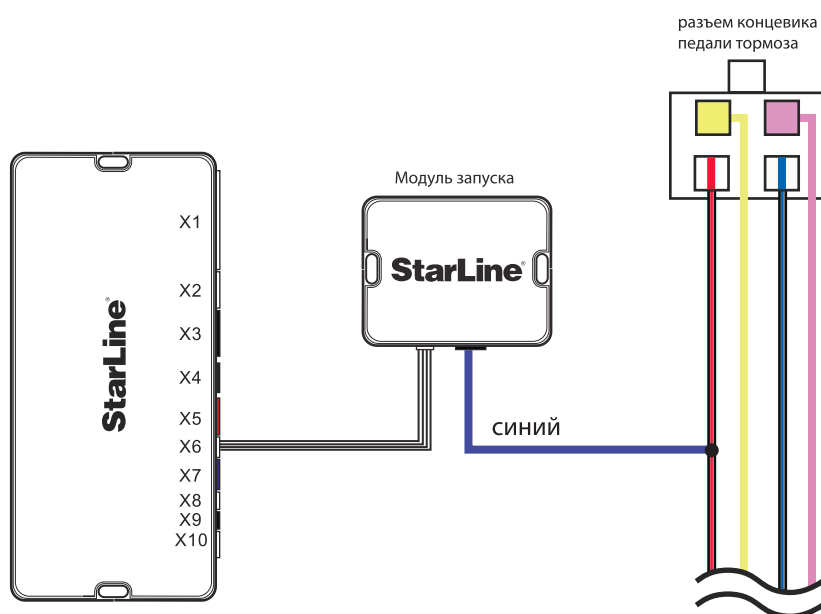 разъем концевика
педали тормоза
Модуль запуска
StarLine®
StarLine®
X1
X2
X3
X4
X5
X6
X7
X8
X9
X10
синий